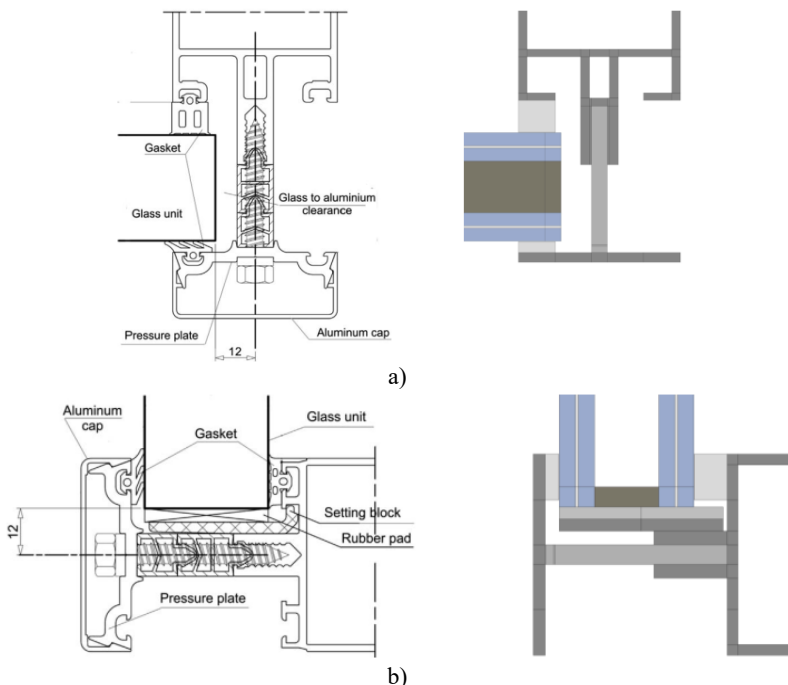 Gasket
Glass unit
Glass to aluminium
clearance
Pressure plate
Aluminum cap
12
a)
Aluminum
cap
Glass unit
Gasket
Setting block
Rubber pad
12
Pressure plate
b)